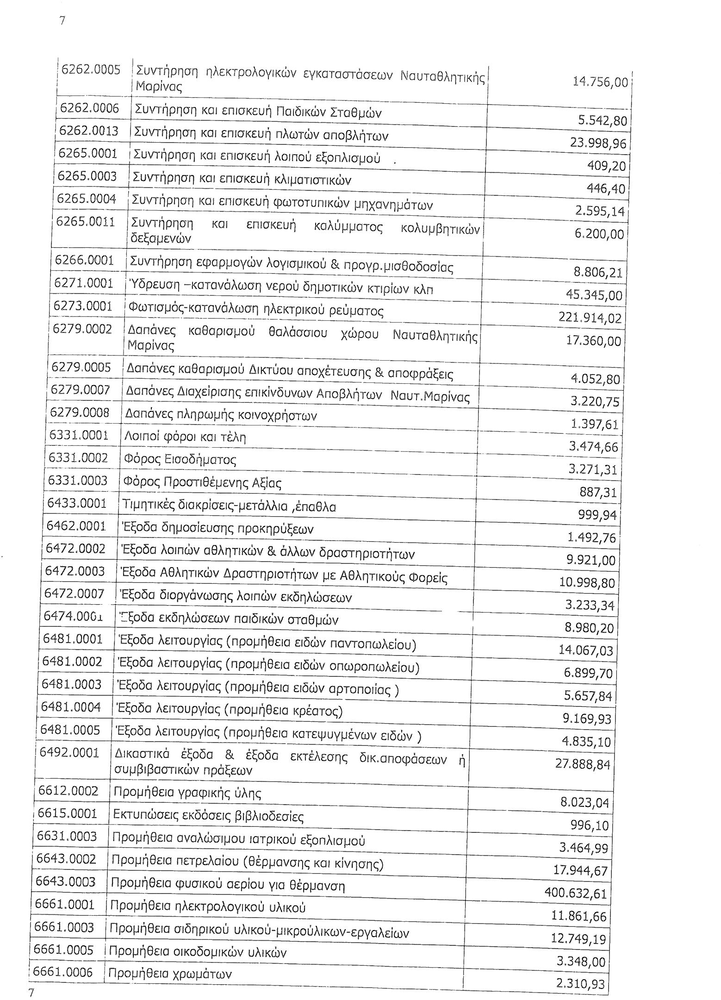 7
6262.0005 Συντήρηση ηλεκτρολογικών εγκαταστάσεων Ναυταθλητικής 14.756,00
Μαρίνας
6262.0006 Συντήρηση και επισκευή Παιδικών Σταθμών 5.542,80
6262.0013 Συντήρηση και επισκευή πλωτών αποβλήτων 23.998,96
6265.0001 Συντήρηση και επισκευή λοιπού εξοπλισμού . 409,20
6265.0003 Συντήρηση και επισκευή κλιματιστικών 446,40
6265.0004 Συντήρηση και επισκευή φωτοτυπικών μηχανημάτων 2.595,14
6265.0011 Συντήρηση και επισκευή καλύμματος κολυμβητικών 6.200,00
δεξαμενών
6266.0001 Συντήρηση εφαρμογών λογισμικού & προγρ.μισθοδοσίας 8.806,21
6271.0001 Ύδρευση –κατανάλωση νερού δημοτικών κτιρίων κλπ 45.345,00
6273.0001 Φωτισμός-κατανάλωση ηλεκτρικού ρεύματος 221.914,02
6279.0002 Δαπάνες καθαρισμού θαλάσσιου χώρου Ναυταθλητικής 17.360,00
Μαρίνας
6279.0005 Δαπάνες καθαρισμού Δικτύου αποχέτευσης & αποφράξεις 4.052,80
6279.0007 Δαπάνες Διαχείρισης επικίνδυνων Αποβλήτων Ναυτ.Μαρίνας 3.220,75
6279.0008 Δαπάνες πληρωμής κοινοχρήστων 1.397,61
6331.0001 Λοιποί φόροι και τέλη 3.474,66
6331.0002 Φόρος Εισοδήματος 3.271,31
6331.0003 Φόρος Προστιθέμενης Αξίας 887,31
6433.0001 Τιμητικές διακρίσεις-μετάλλια ,έπαθλα 999,94
6462.0001 Έξοδα δημοσίευσης προκηρύξεων 1.492,76
6472.0002 Έξοδα λοιπών αθλητικών & άλλων δραστηριοτήτων 9.921,00
6472.0003 Έξοδα Αθλητικών Δραστηριοτήτων με Αθλητικούς Φορείς 10.998,80
6472.0007 Έξοδα διοργάνωσης λοιπών εκδηλώσεων 3.233,34
6474.0001 Έξοδα εκδηλώσεων παιδικών σταθμών 8.980,20
6481.0001 Έξοδα λειτουργίας (προμήθεια ειδών παντοπωλείου) 14.067,03
6481.0002 Έξοδα λειτουργίας (προμήθεια ειδών οπωροπωλείου) 6.899,70
6481.0003 Έξοδα λειτουργίας (προμήθεια ειδών αρτοποιίας ) 5.657,84
6481.0004 Έξοδα λειτουργίας (προμήθεια κρέατος) 9.169,93
6481.0005 Έξοδα λειτουργίας (προμήθεια κατεψυγμένων ειδών ) 4.835,10
6492.0001 Δικαστικά έξοδα & έξοδα εκτέλεσης δικ.αποφάσεων ή 27.888,84
συμβιβαστικών πράξεων
6612.0002 Προμήθεια γραφικής ύλης 8.023,04
6615.0001 Εκτυπώσεις εκδόσεις βιβλιοδεσίες 996,10
6631.0003 Προμήθεια αναλώσιμου ιατρικού εξοπλισμού 3.464,99
6643.0002 Προμήθεια πετρελαίου (θέρμανσης και κίνησης) 17.944,67
6643.0003 Προμήθεια φυσικού αερίου για θέρμανση 400.632,61
6661.0001 Προμήθεια ηλεκτρολογικού υλικού 11.861,66
6661.0003 Προμήθεια σιδηρικού υλικού-μικρούλικων-εργαλείων 12.749,19
6661.0005 Προμήθεια οικοδομικών υλικών 3.348,00
6661.0006 Προμήθεια χρωμάτων 2.310,93
7